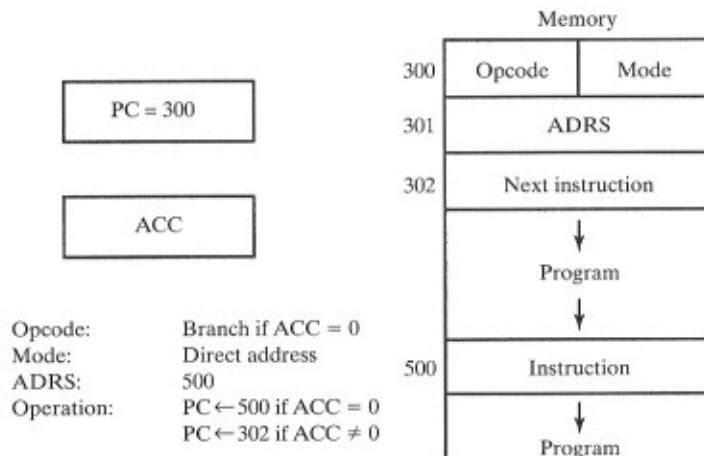 Memory
300 Opcode Mode
PC = 300
301 ADRS
302 Next instruction
ACC
Program
Opcode: Branch if ACC = 0
Mode: Direct address
ADRS: 500
500 Instruction
Operation: PC ← 500 if ACC = 0
PC ← 302 if ACC ≠ 0
Program